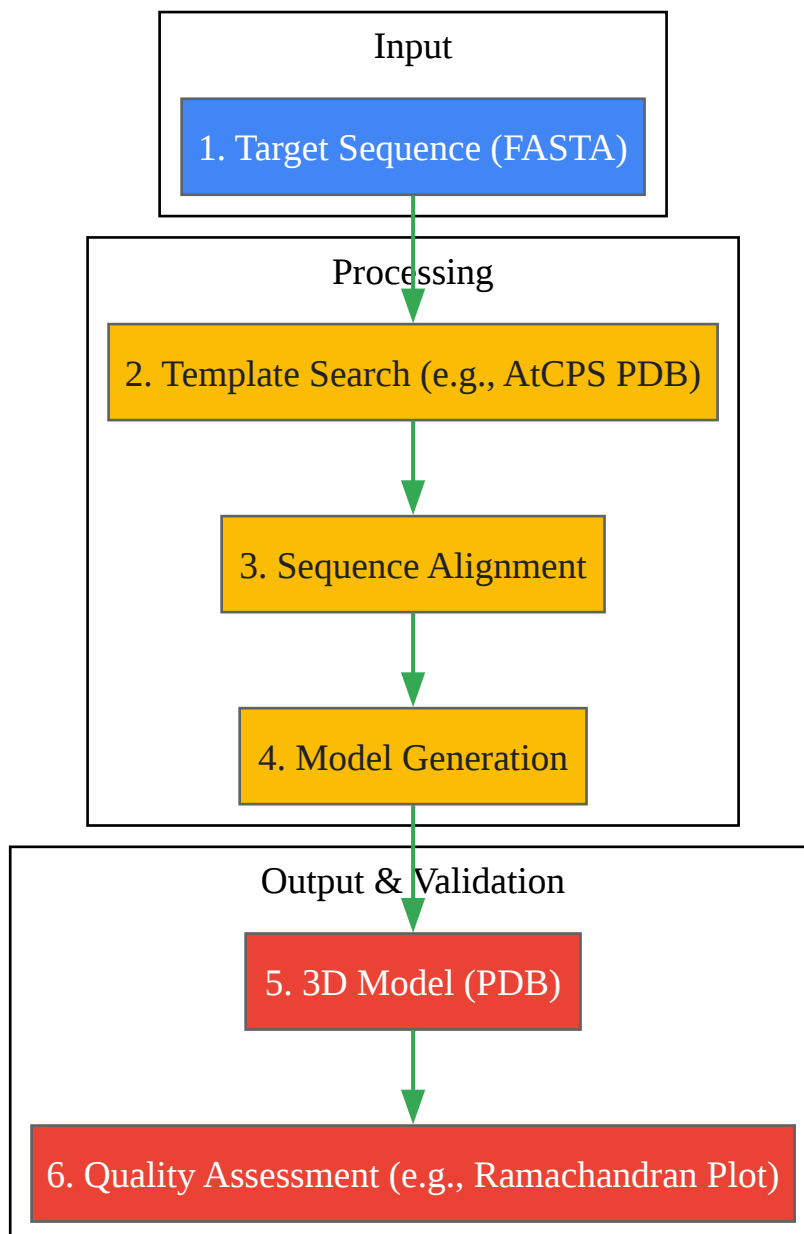 Input
1. Target Sequence (FASTA)
Processing
2. Template Search (e.g., AtCPS PDB)
3. Sequence Alignment
4. Model Generation
Output & Validation
5. 3D Model (PDB)
6. Quality Assessment (e.g., Ramachandran Plot)